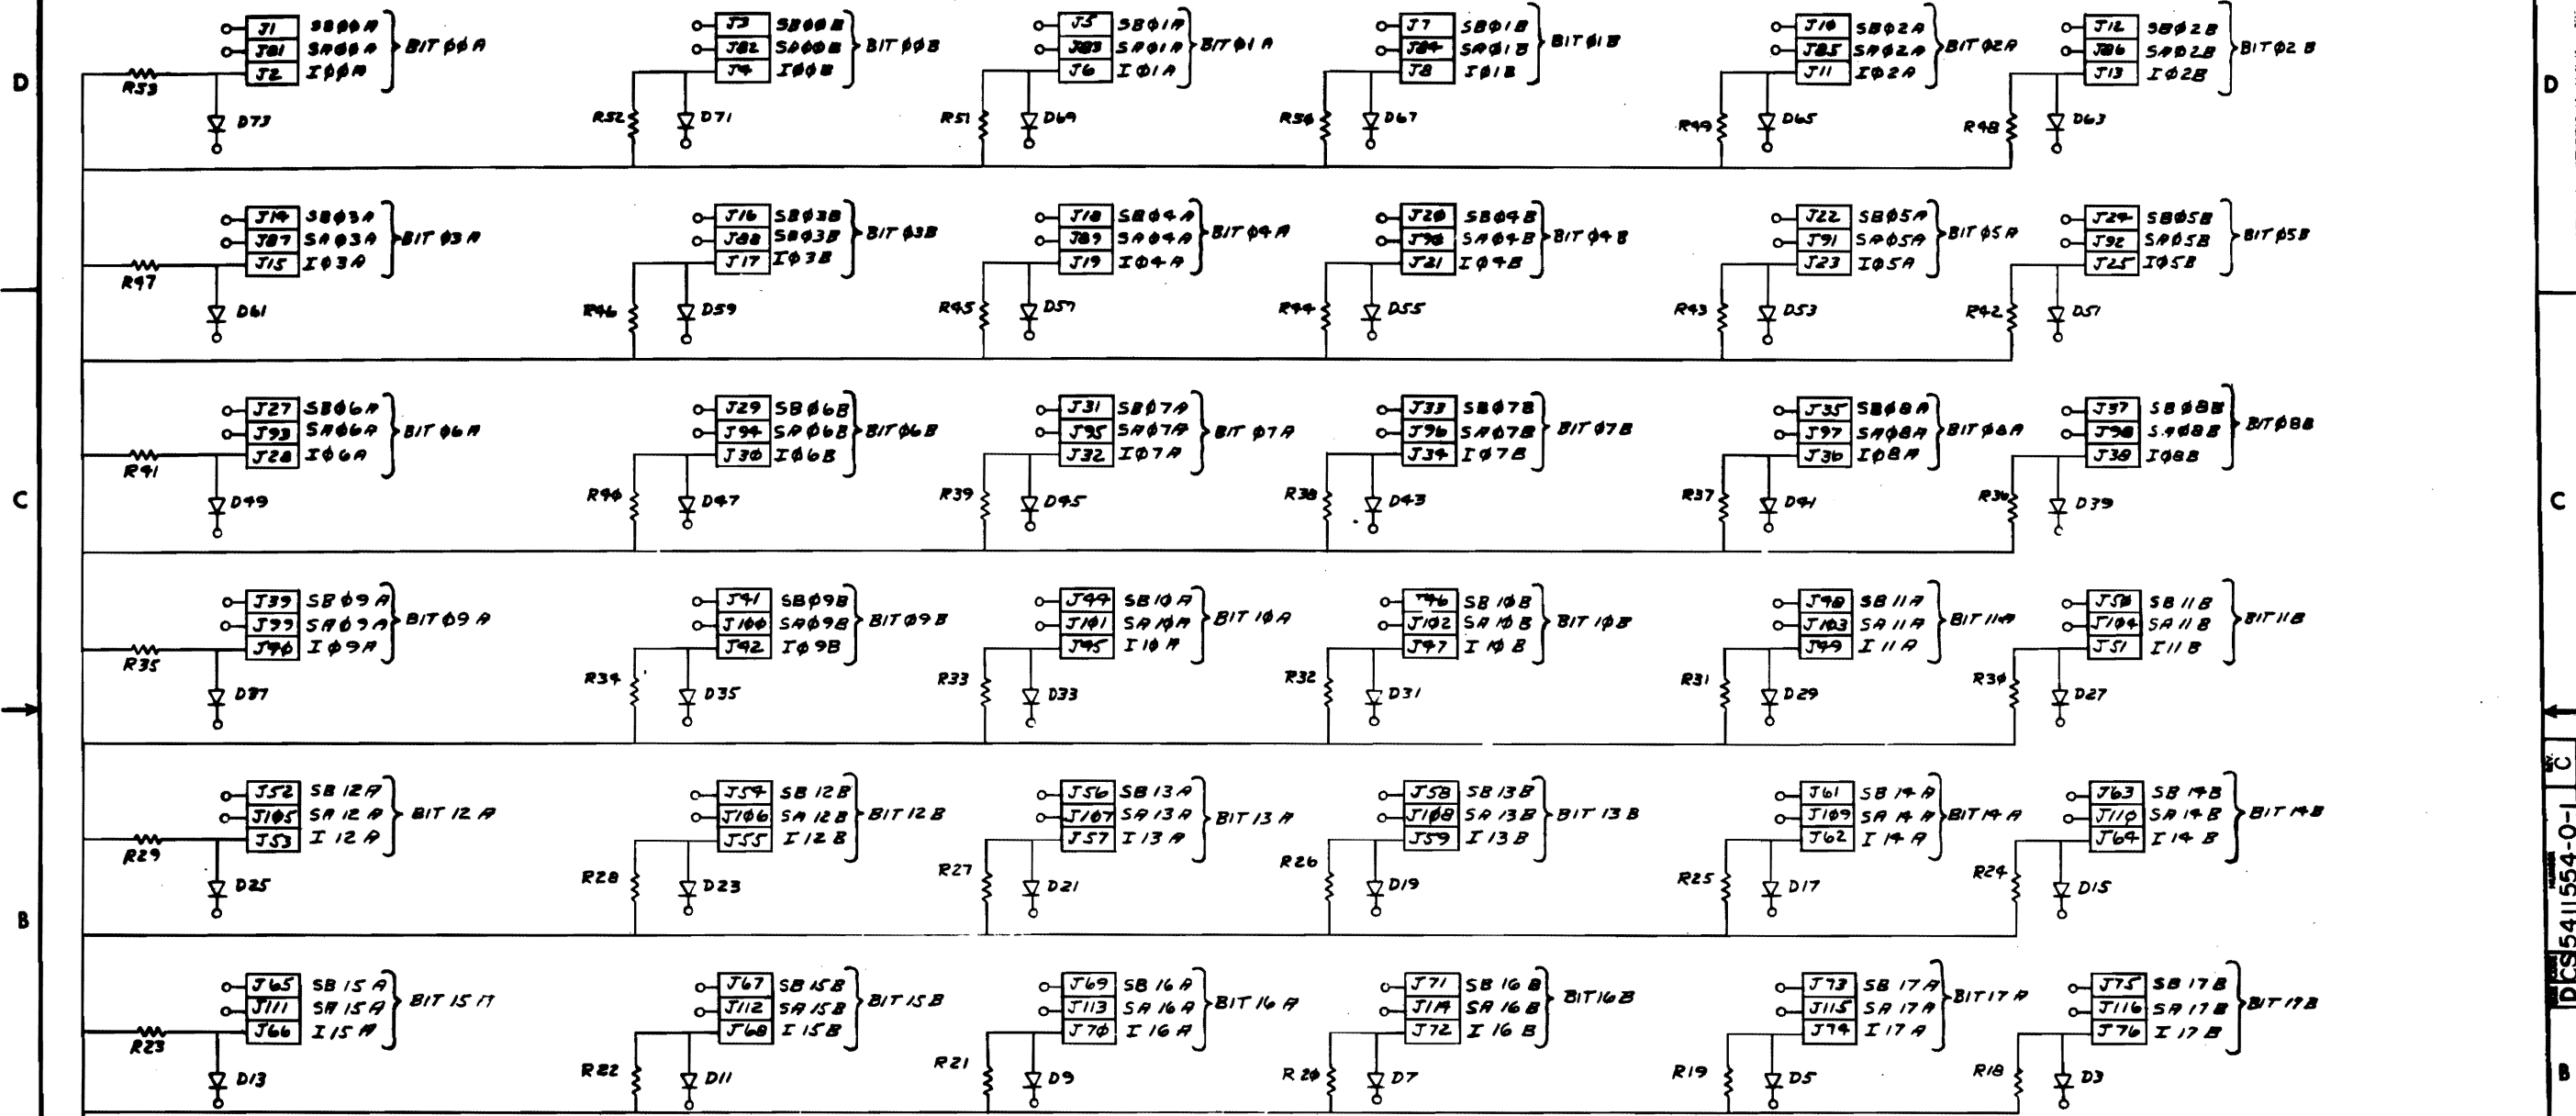 D
J1 SB00A
J81 SA00A BIT 00A
J2 I00A
R53
D73
J3 SB00B
J82 SA00B BIT 00B
J4 I00B
R52
D71
J5 SB01A
J83 SA01A BIT 01A
J6 I01A
R51
D69
J7 SB01B
J84 SA01B BIT 01B
J8 I01B
R50
D67
J10 SB02A
J85 SA02A BIT 02A
J11 I02A
R49
D65
J12 SB02B
J86 SA02B BIT 02B
J13 I02B
R48
D63
D
J14 SB03A
J87 SA03A BIT 03A
J15 I03A
R47
D61
J16 SB03B
J88 SB03B BIT 03B
J17 I03B
R46
D59
J18 SB04A
J89 SA04A BIT 04A
J19 I04A
R45
D57
J20 SB04B
J90 SA04B BIT 04B
J21 I04B
R44
D55
J22 SB05A
J91 SA05A BIT 05A
J23 I05A
R43
D53
J24 SB05B
J92 SA05B BIT 05B
J25 I05B
R42
D51
C
J27 SB06A
J93 SA06A BIT 06A
J28 I06A
R41
D49
J29 SB06B
J94 SA06B BIT 06B
J30 I06B
R40
D47
J31 SB07A
J95 SA07A BIT 07A
J32 I07A
R39
D45
J33 SB07B
J96 SA07B BIT 07B
J34 I07B
R38
D43
J35 SB08A
J97 SA08A BIT 08A
J36 I08A
R37
D41
J37 SB08B
J98 SA08B BIT 08B
J38 I08B
R36
D39
C
J39 SB09A
J99 SA09A BIT 09A
J40 I09A
R35
D37
J41 SB09B
J100 SA09B BIT 09B
J42 I09B
R34
D35
J44 SB10A
J101 SA10A BIT 10A
J45 I10A
R33
D33
J46 SB10B
J102 SA10B BIT 10B
J47 I10B
R32
D31
J48 SB11A
J103 SA11A BIT 11A
J49 I11A
R31
D29
J50 SB11B
J104 SA11B BIT 11B
J51 I11B
R30
D27
J52 SB12A
J105 SA12A BIT 12A
J53 I12A
R29
D25
J54 SB12B
J106 SA12B BIT 12B
J55 I12B
R28
D23
J56 SB13A
J107 SA13A BIT 13A
J57 I13A
R27
D21
J58 SB13B
J108 SA13B BIT 13B
J59 I13B
R26
D19
J61 SB14A
J109 SA14A BIT 14A
J62 I14A
R25
D17
J63 SB14B
J110 SA14B BIT 14B
J64 I14B
R24
D15
B
J65 SB15A
J111 SA15A BIT 15A
J66 I15A
R23
D13
J67 SB15B
J112 SA15B BIT 15B
J68 I15B
R22
D11
J69 SB16A
J113 SA16A BIT 16A
J70 I16A
R21
D9
J71 SB16B
J114 SA16B BIT 16B
J72 I16B
R20
D7
J73 SB17A
J115 SA17A BIT 17A
J74 I17A
R19
D5
J75 SB17B
J116 SA17B BIT 17B
J76 I17B
R18
D3
B
REV. C
NUMBER
DCS 5411554-0-1